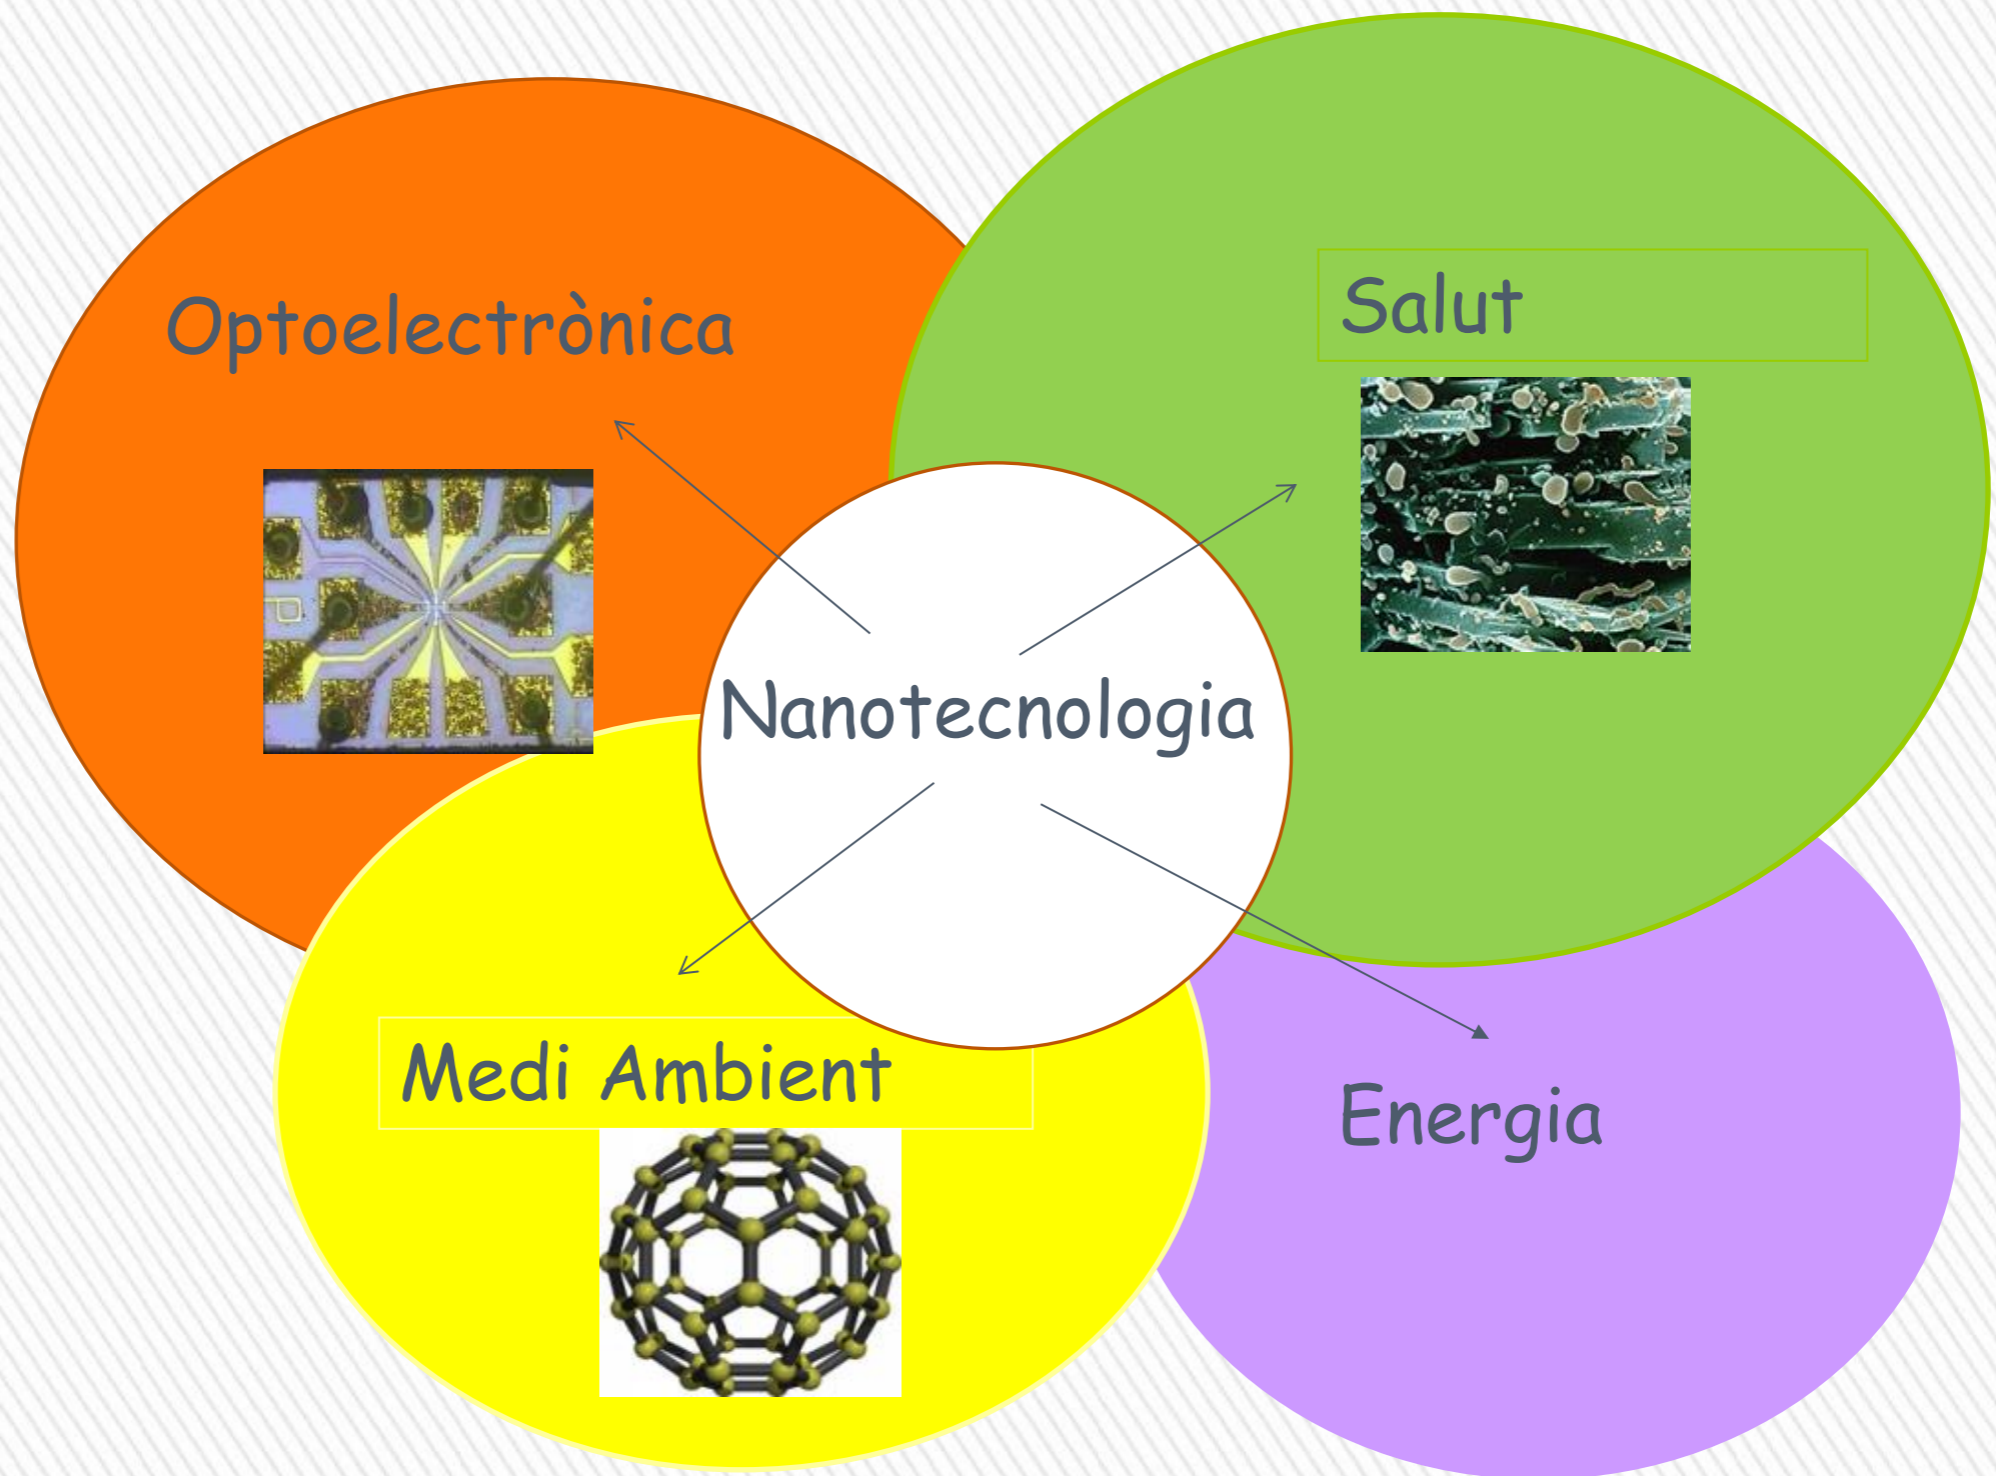 Optoelectrònica
Salut
Nanotecnologia
Medi Ambient
Energia